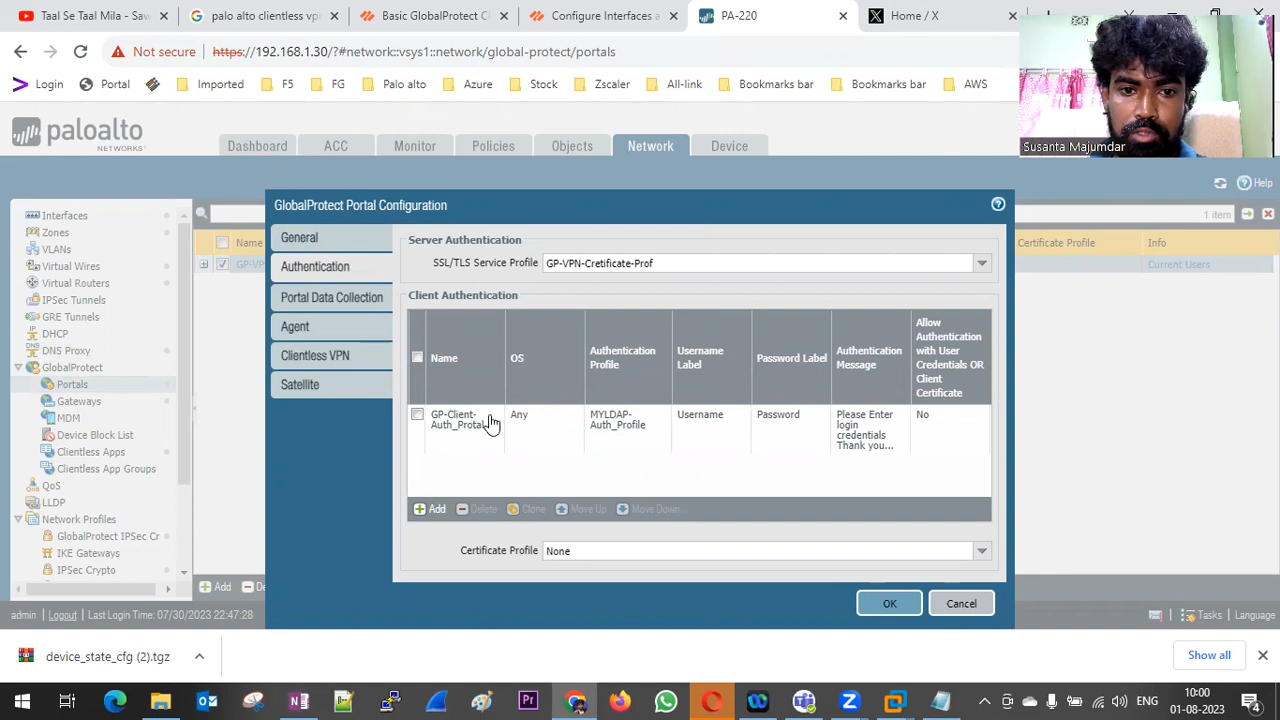 Taal Se Taal Mila - Saw
palo alto clientless vpn
Basic GlobalProtect C
Configure Interfaces a
PA-220
Home / X
Not secure
https://192.168.1.30/?#network::vsys1::network/global-protect/portals
Login
Portal
Imported
F5
FG
Palo alto
Azure
Stock
Zscaler
All-link
Bookmarks bar
Bookmarks bar
AWS
Susanta Majumdar
paloalto
NETWORKS
Dashboard
ACC
Monitor
Policies
Objects
Network
Device
Help
1 item
Interfaces
Zones
VLANs
Virtual Wires
Virtual Routers
IPSec Tunnels
GRE Tunnels
DHCP
DNS Proxy
GlobalProtect
Portals
Gateways
MDM
Device Block List
Clientless Apps
Clientless App Groups
QoS
LLDP
Network Profiles
GlobalProtect IPSec Cr
IKE Gateways
IPSec Crypto
Name
Certificate Profile
Info
Current Users
Add
GlobalProtect Portal Configuration
General
Authentication
Portal Data Collection
Agent
Clientless VPN
Satellite
Server Authentication
SSL/TLS Service Profile
GP-VPN-Cretificate-Prof
Client Authentication
Name
OS
Authentication Profile
Username Label
Password Label
Authentication Message
Allow Authentication with User Credentials OR Client Certificate
GP-Client-
Auth_Protal
Any
MYLDAP-
Auth_Profile
Username
Password
Please Enter
login
credentials
Thank you...
No
Add
Delete
Clone
Move Up
Move Down
Certificate Profile
None
OK
Cancel
admin
Logout
Last Login Time: 07/30/2023 22:47:28
Tasks
Language
device_state_cfg (2).tgz
Show all
ENG
10:00
01-08-2023
4